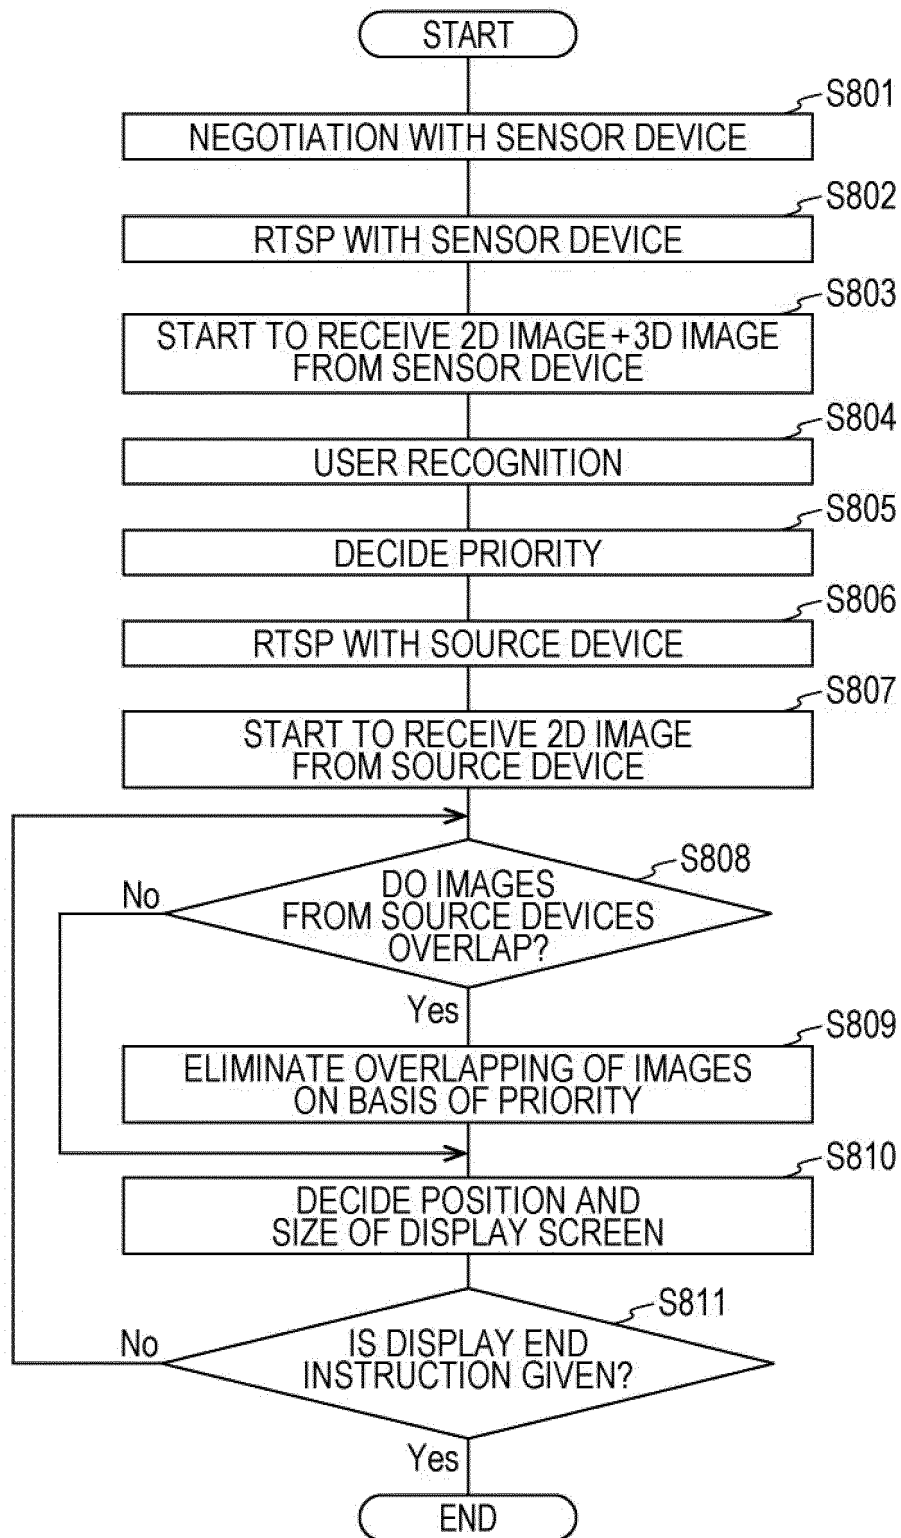 START
S801
NEGOTIATION WITH SENSOR DEVICE
S802
RTSP WITH SENSOR DEVICE
S803
START TO RECEIVE 2D IMAGE+3D IMAGE
FROM SENSOR DEVICE
S804
USER RECOGNITION
S805
DECIDE PRIORITY
S806
RTSP WITH SOURCE DEVICE
S807
START TO RECEIVE 2D IMAGE
FROM SOURCE DEVICE
S808
No
DO IMAGES
FROM SOURCE DEVICES
OVERLAP?
Yes
S809
ELIMINATE OVERLAPPING OF IMAGES
ON BASIS OF PRIORITY
S810
DECIDE POSITION AND
SIZE OF DISPLAY SCREEN
S811
No
IS DISPLAY END
INSTRUCTION GIVEN?
Yes
END